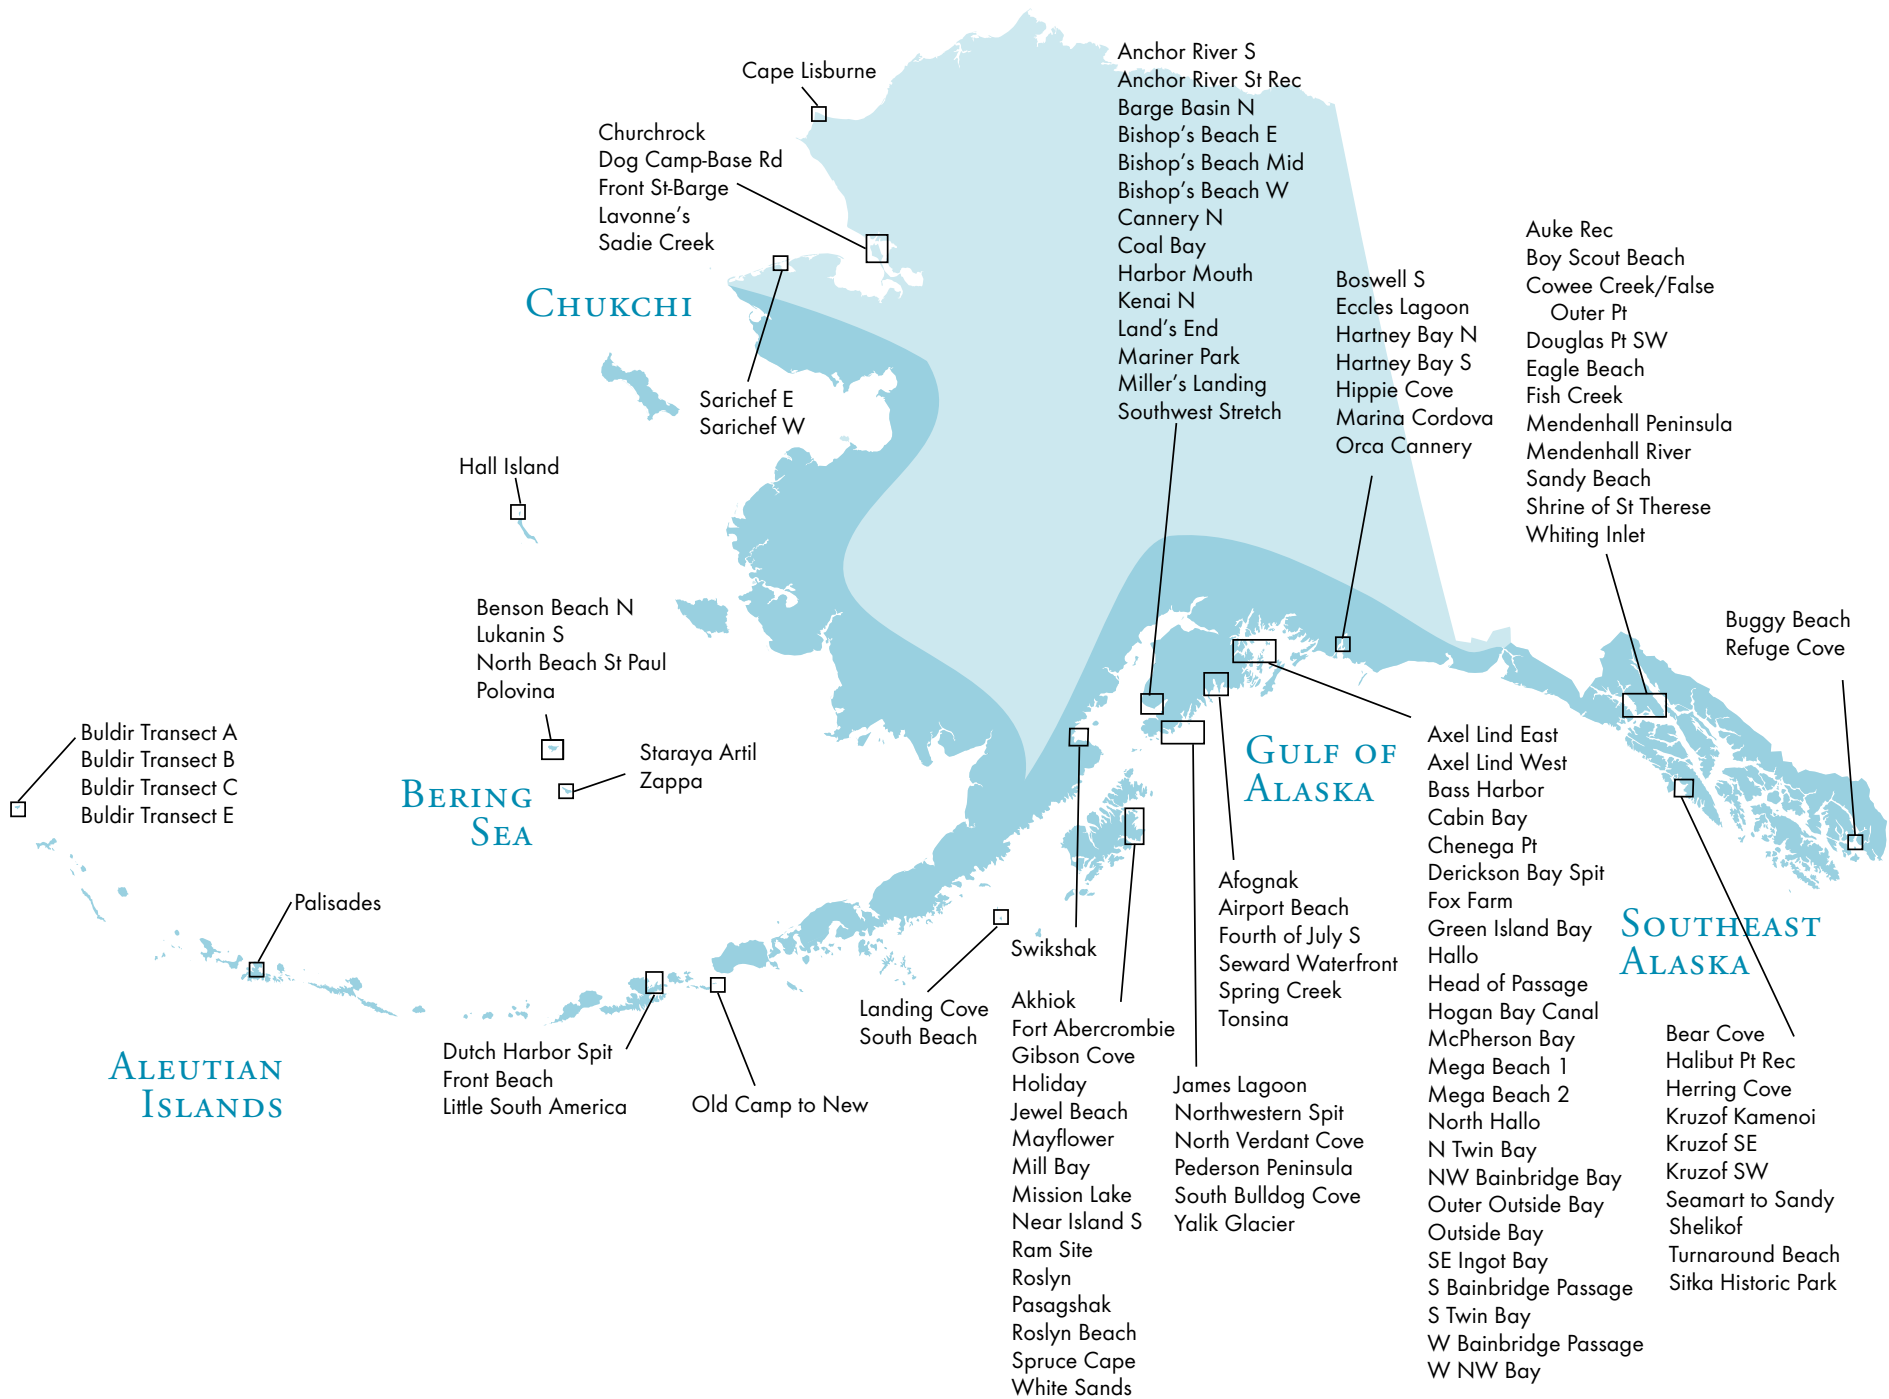 Cape Lisburne
Churchrock
Dog Camp-Base Rd
Front St-Barge
Lavonne's
Sadie Creek
CHUKCHI
Sarichef E
Sarichef W
Hall Island
Benson Beach N
Lukanin S
North Beach St Paul
Polovina
Staraya Artil
Zappa
BERING
SEA
Buldir Transect A
Buldir Transect B
Buldir Transect C
Buldir Transect E
Palisades
ALEUTIAN
ISLANDS
Dutch Harbor Spit
Front Beach
Little South America
Old Camp to New
Landing Cove
South Beach
Swikshak
Akhiok
Fort Abercrombie
Gibson Cove
Holiday
Jewel Beach
Mayflower
Mill Bay
Mission Lake
Near Island S
Ram Site
Roslyn
Pasagshak
Roslyn Beach
Spruce Cape
White Sands
Anchor River S
Anchor River St Rec
Barge Basin N
Bishop's Beach E
Bishop's Beach Mid
Bishop's Beach W
Cannery N
Coal Bay
Harbor Mouth
Kenai N
Land's End
Mariner Park
Miller's Landing
Southwest Stretch
James Lagoon
Northwestern Spit
North Verdant Cove
Pederson Peninsula
South Bulldog Cove
Yalik Glacier
Afognak
Airport Beach
Fourth of July S
Seward Waterfront
Spring Creek
Tonsina
GULF OF
ALASKA
Boswell S
Eccles Lagoon
Hartney Bay N
Hartney Bay S
Hippie Cove
Marina Cordova
Orca Cannery
Axel Lind East
Axel Lind West
Bass Harbor
Cabin Bay
Chenega Pt
Derickson Bay Spit
Fox Farm
Green Island Bay
Hallo
Head of Passage
Hogan Bay Canal
McPherson Bay
Mega Beach 1
Mega Beach 2
North Hallo
N Twin Bay
NW Bainbridge Bay
Outer Outside Bay
Outside Bay
SE Ingot Bay
S Bainbridge Passage
S Twin Bay
W Bainbridge Passage
W NW Bay
Auke Rec
Boy Scout Beach
Cowee Creek/False
Outer Pt
Douglas Pt SW
Eagle Beach
Fish Creek
Mendenhall Peninsula
Mendenhall River
Sandy Beach
Shrine of St Therese
Whiting Inlet
Buggy Beach
Refuge Cove
SOUTHEAST
ALASKA
Bear Cove
Halibut Pt Rec
Herring Cove
Kruzof Kamenoi
Kruzof SE
Kruzof SW
Seamart to Sandy
Shelikof
Turnaround Beach
Sitka Historic Park